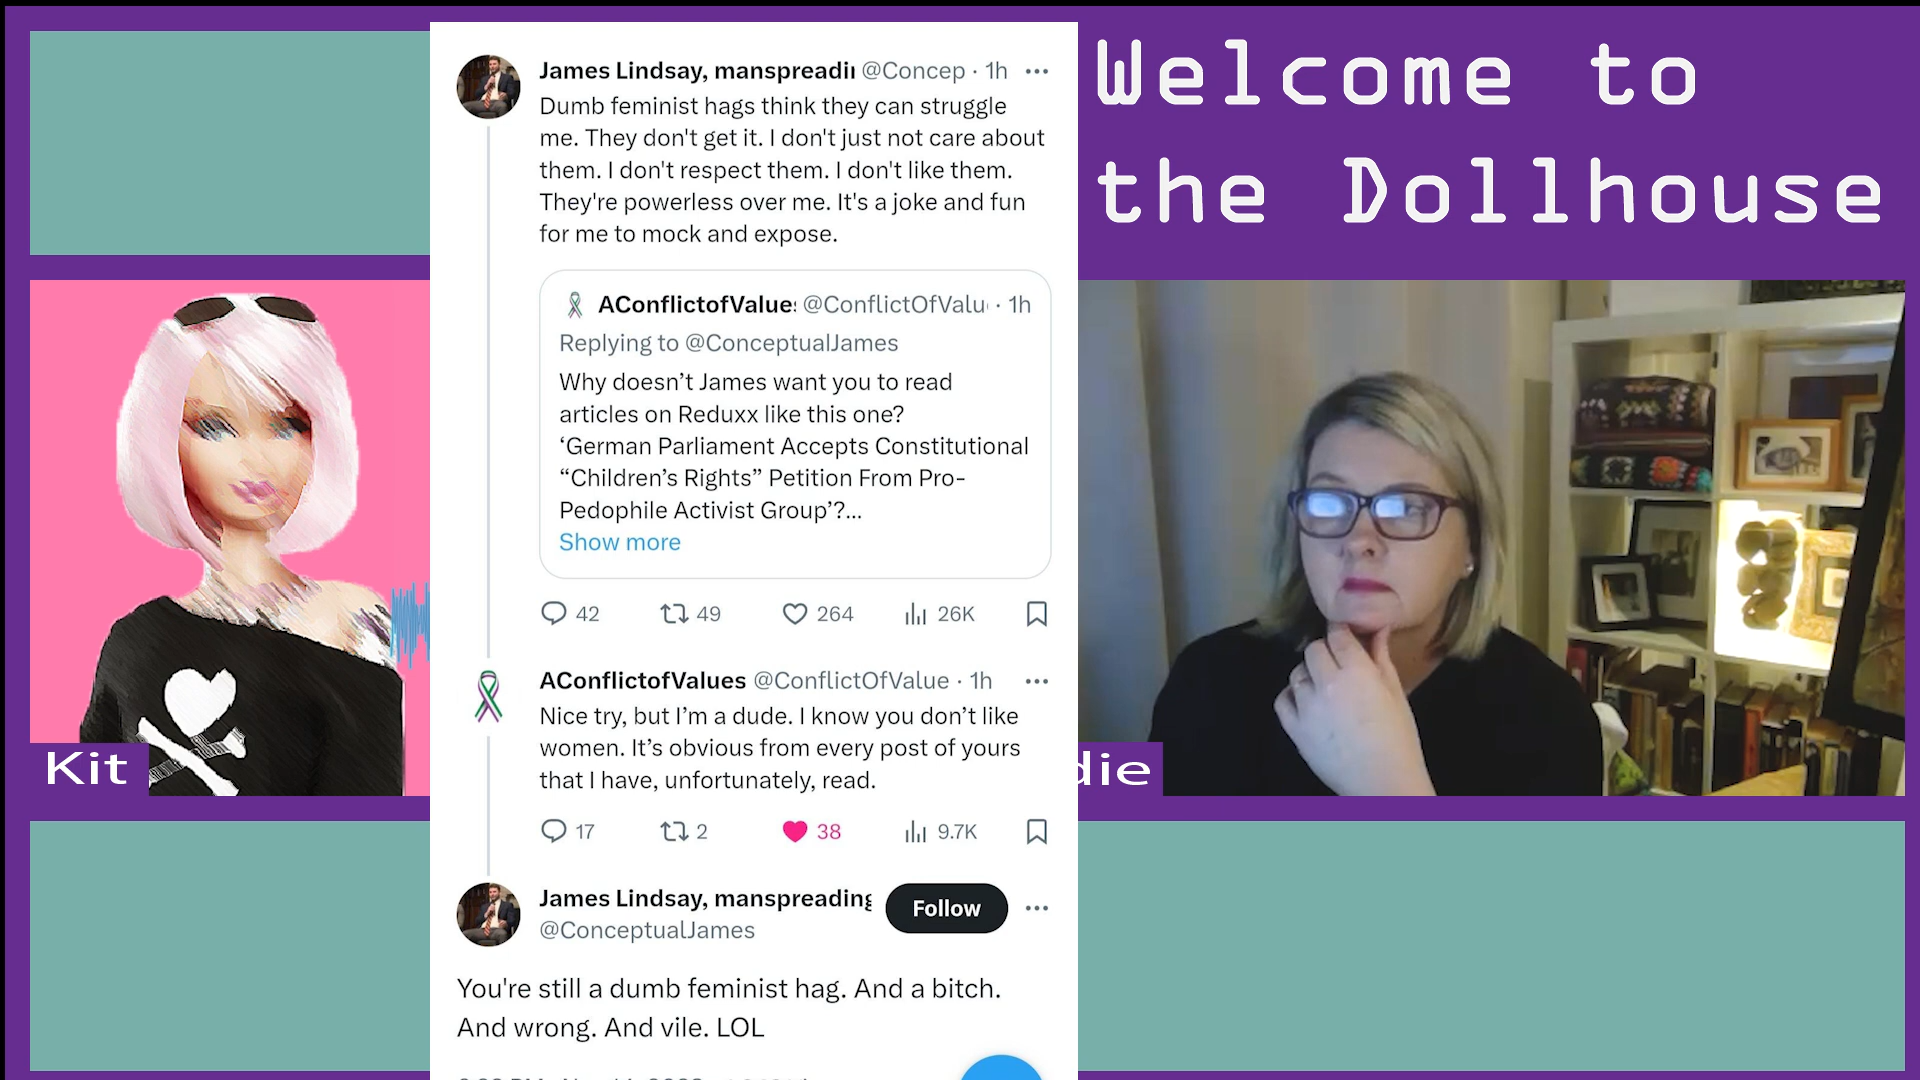 Welcome to
the Dollhouse
James Lindsay, manspreadin @Concep · 1h
Dumb feminist hags think they can struggle
me. They don't get it. I don't just not care about
them. I don't respect them. I don't like them.
They're powerless over me. It's a joke and fun
for me to mock and expose.
AConflictofValues @ConflictOfValu · 1h
Replying to @ConceptualJames
Why doesn’t James want you to read
articles on Reduxx like this one?
‘German Parliament Accepts Constitutional
“Children’s Rights” Petition From Pro-
Pedophile Activist Group’?...
Show more
42 49 264 26K
AConflictofValues @ConflictOfValue · 1h
Nice try, but I’m a dude. I know you don’t like
women. It’s obvious from every post of yours
that I have, unfortunately, read.
17 2 38 9.7K
James Lindsay, manspreading
Follow
@ConceptualJames
You're still a dumb feminist hag. And a bitch.
And wrong. And vile. LOL
Kit
die